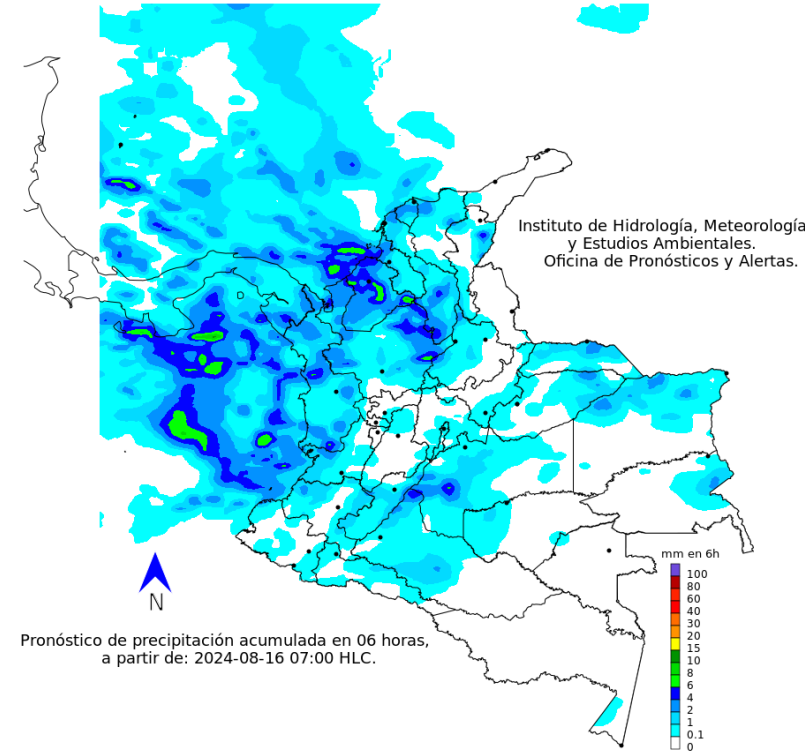 Instituto de Hidrología, Meteorología
y Estudios Ambientales.
Oficina de Pronósticos y Alertas.
mm en 6h
100
80
60
40
30
20
15
10
8
6
4
2
1
0.1
0
N
Pronóstico de precipitación acumulada en 06 horas,
a partir de: 2024-08-16 07:00 HLC.